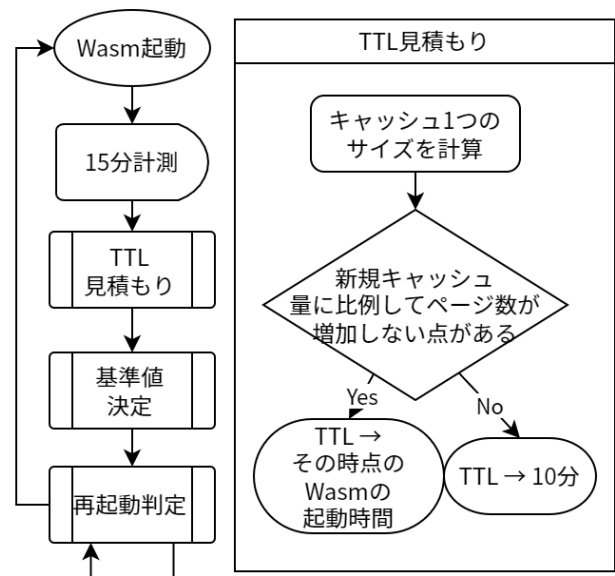 Wasm起動
15分計測
TTL
見積もり
基準値
決定
再起動判定
TTL見積もり
キャッシュ1つの
サイズを計算
新規キャッシュ
量に比例してページ数が
増加しない点がある
Yes
No
TTL →
その時点の
Wasmの
起動時間
TTL → 10分